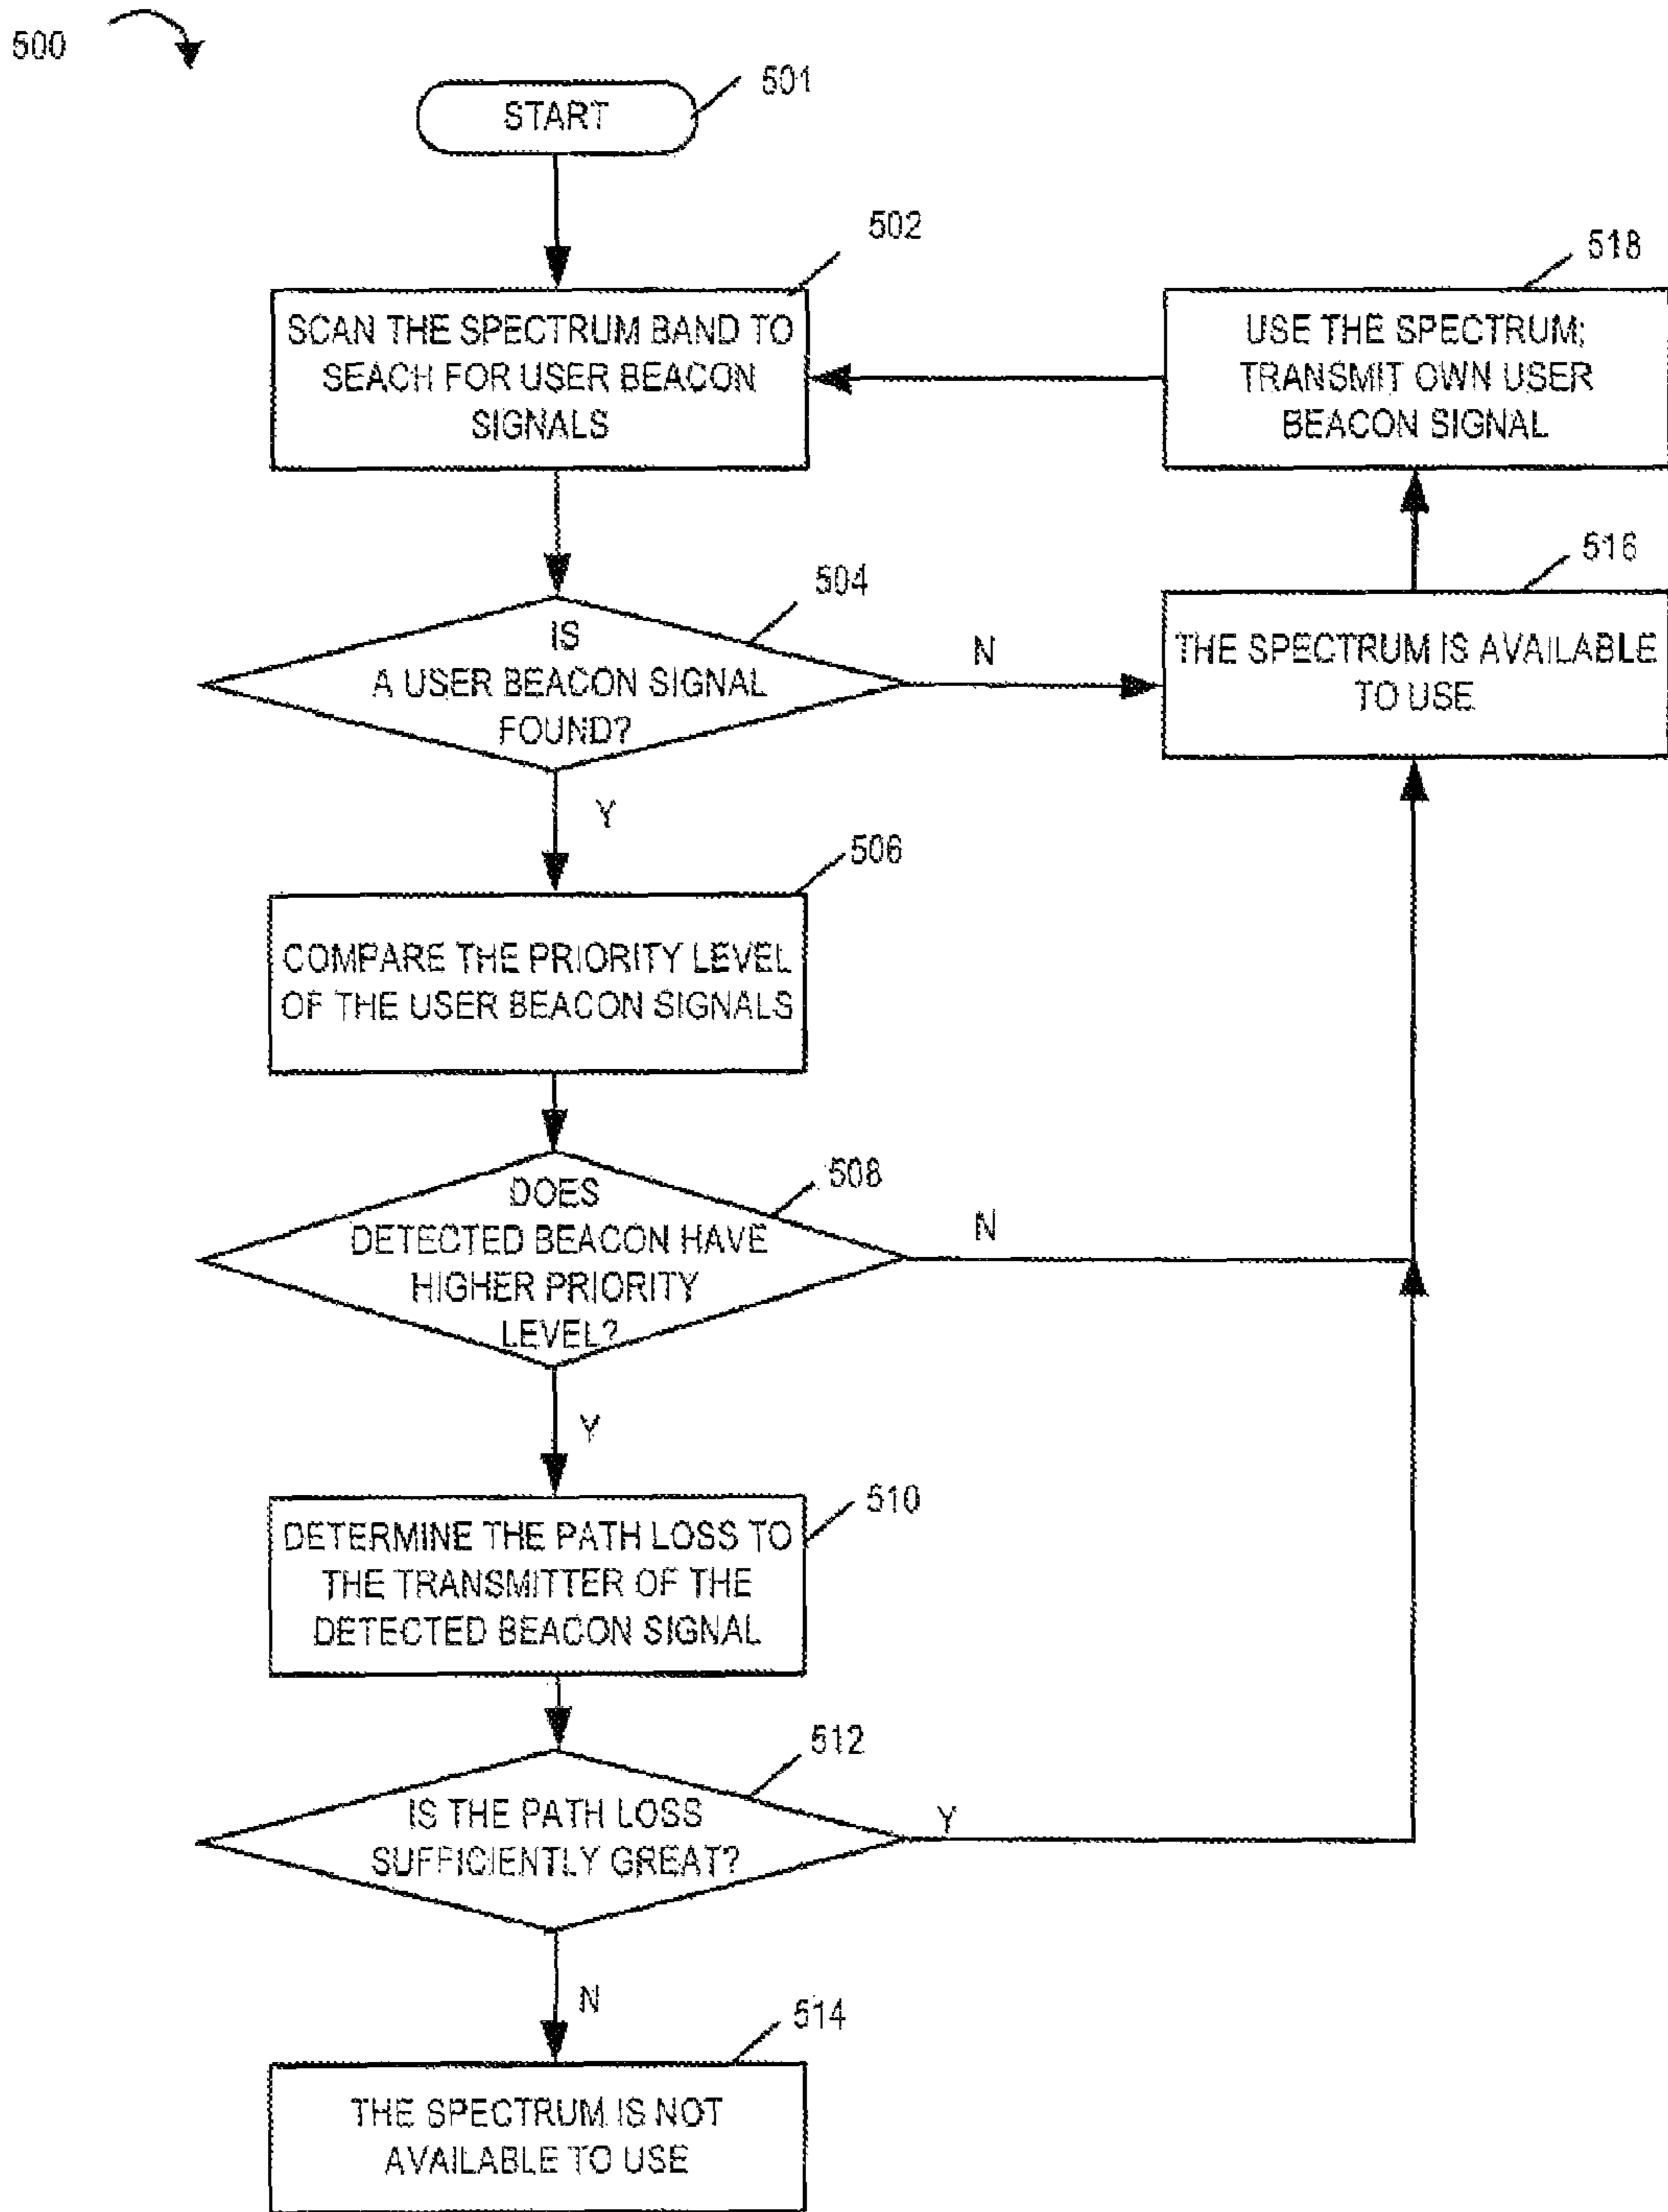 500
START
501
502
SCAN THE SPECTRUM BAND TO
SEACH FOR USER BEACON
SIGNALS
518
USE THE SPECTRUM;
TRANSMIT OWN USER
BEACON SIGNAL
504
IS
A USER BEACON SIGNAL
FOUND?
N
516
THE SPECTRUM IS AVAILABLE
TO USE
Y
506
COMPARE THE PRIORITY LEVEL
OF THE USER BEACON SIGNALS
508
DOES
DETECTED BEACON HAVE
HIGHER PRIORITY
LEVEL?
N
Y
510
DETERMINE THE PATH LOSS TO
THE TRANSMITTER OF THE
DETECTED BEACON SIGNAL
512
IS THE PATH LOSS
SUFFICIENTLY GREAT?
Y
N
514
THE SPECTRUM IS NOT
AVAILABLE TO USE